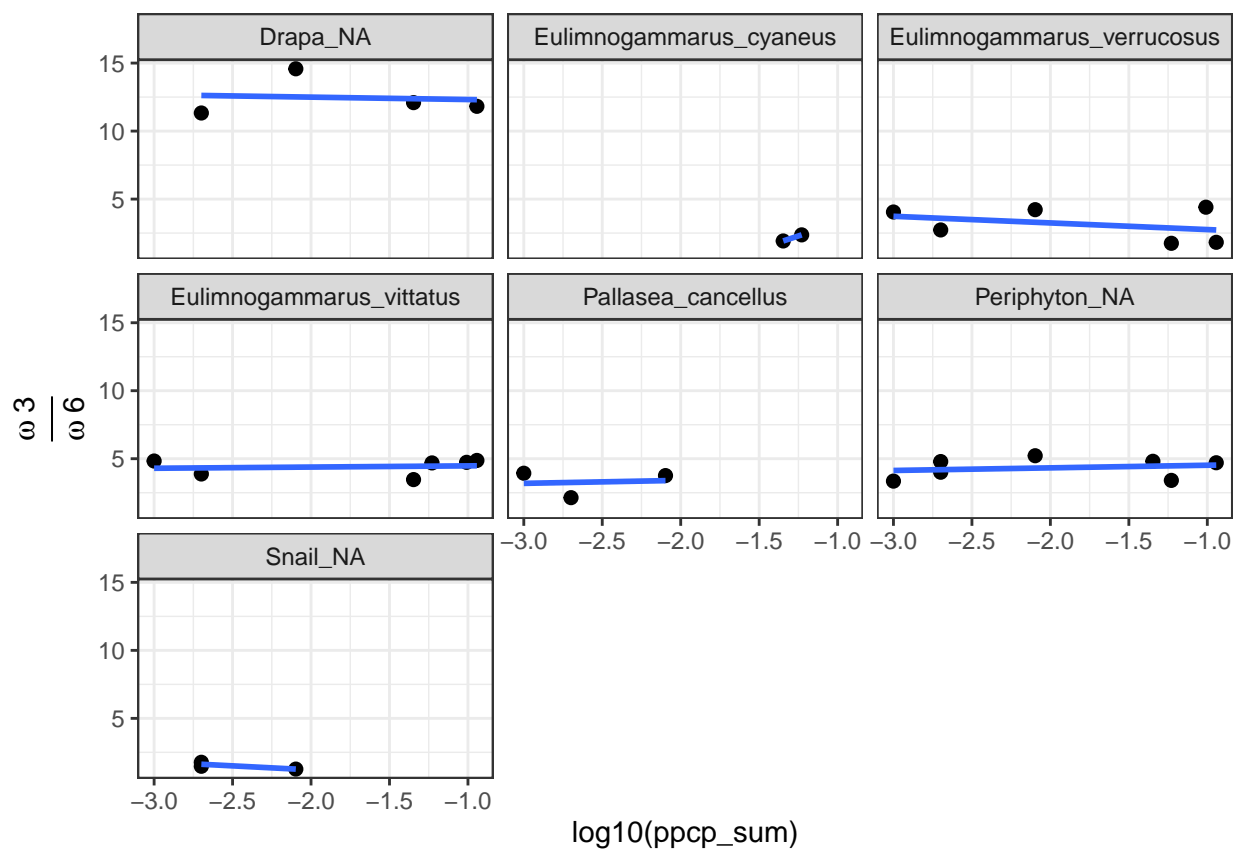 Drapa_NA
Eulimnogammarus_cyaneus
Eulimnogammarus_verrucosus
15
10
5
Eulimnogammarus_vittatus
Pallasea_cancellus
Periphyton_NA
15
10
5
ω 3
ω 6
−3.0 −2.5 −2.0 −1.5 −1.0
−3.0 −2.5 −2.0 −1.5 −1.0
Snail_NA
15
10
5
−3.0 −2.5 −2.0 −1.5 −1.0
log10(ppcp_sum)